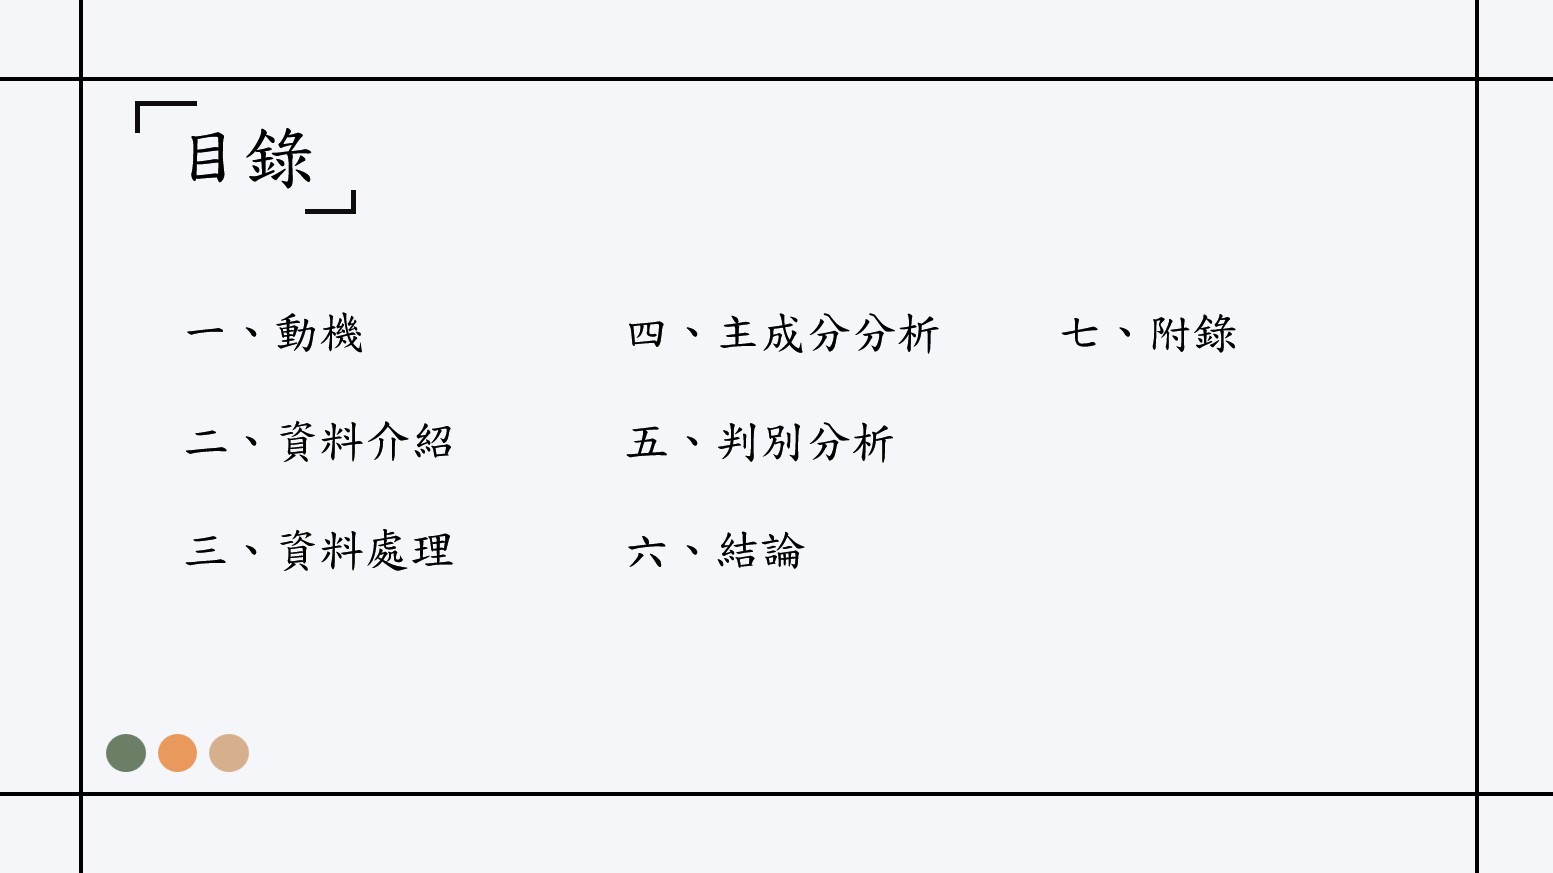 目錄
一、動機
二、資料介紹
三、資料處理
四、主成分分析
五、判別分析
六、結論
七、附錄